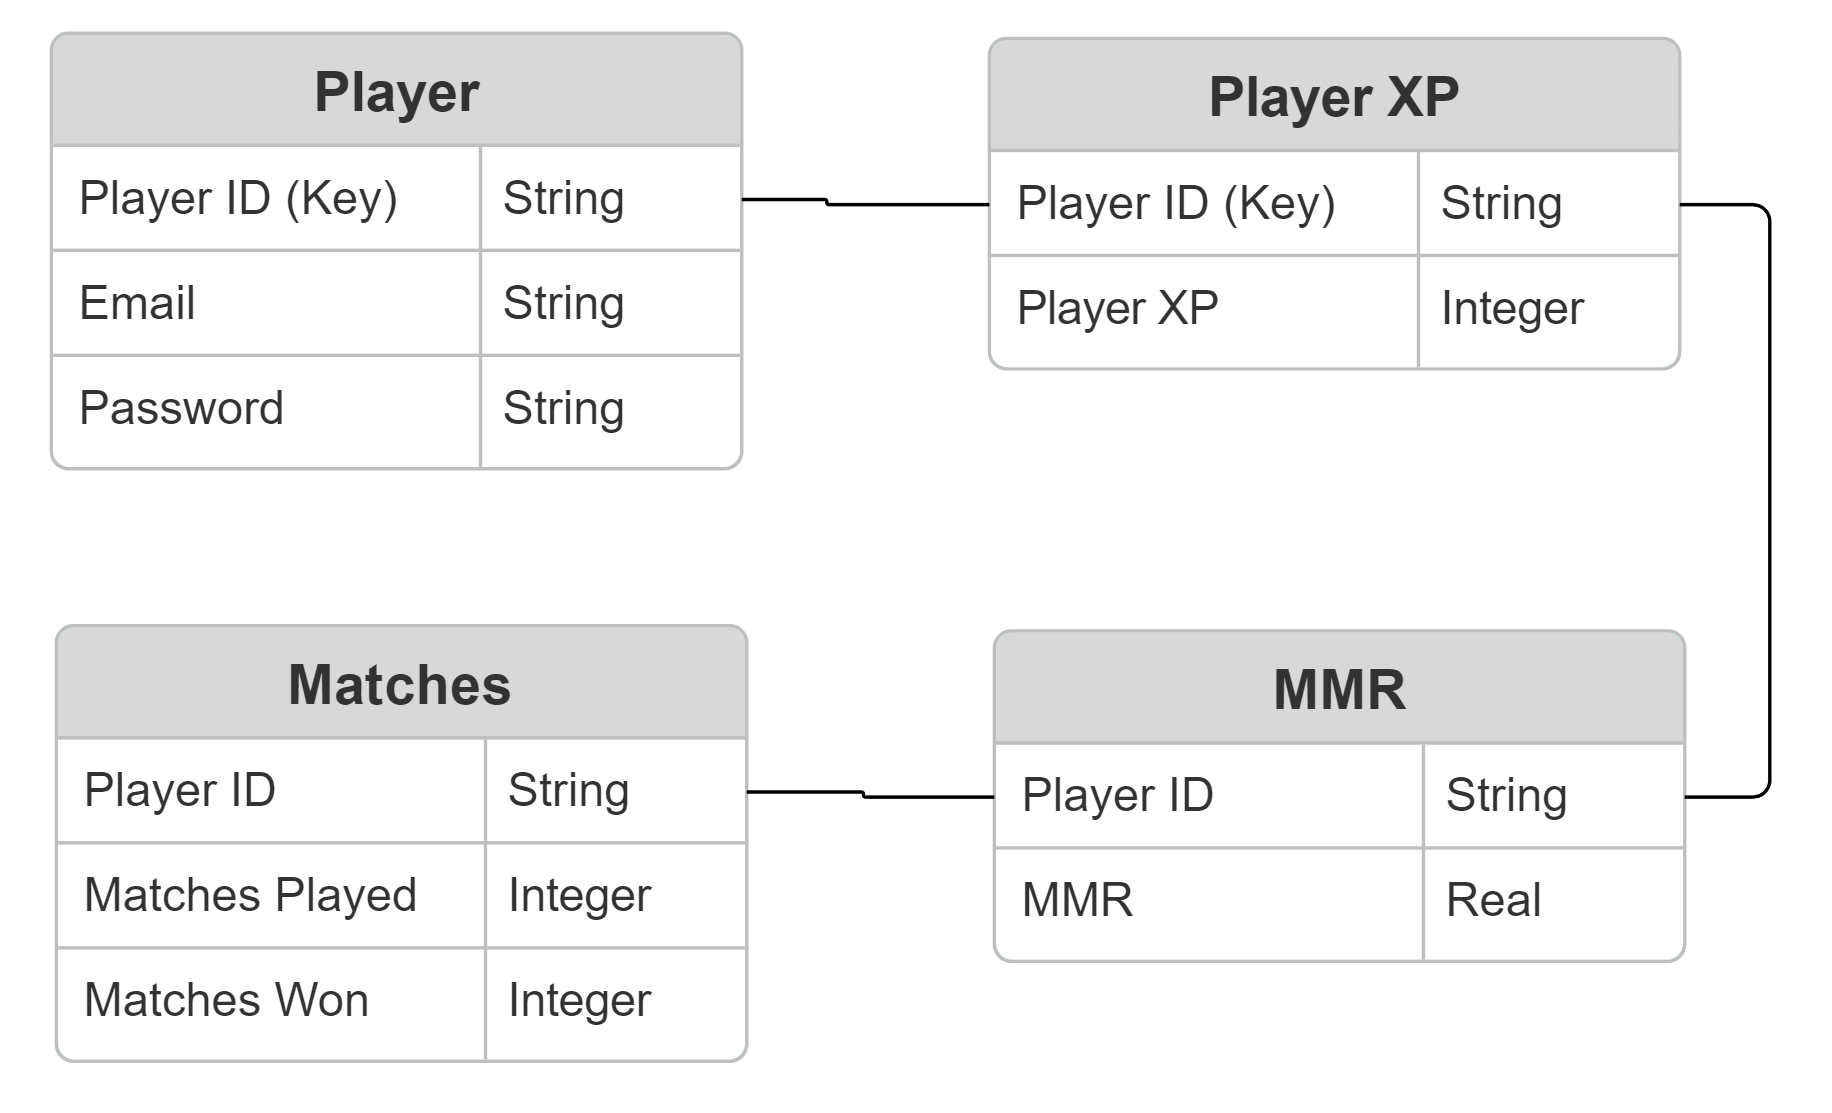 Player
Player ID (Key) String
Email String
Password String
Player XP
Player ID (Key) String
Player XP Integer
Matches
Player ID String
Matches Played Integer
Matches Won Integer
MMR
Player ID String
MMR Real